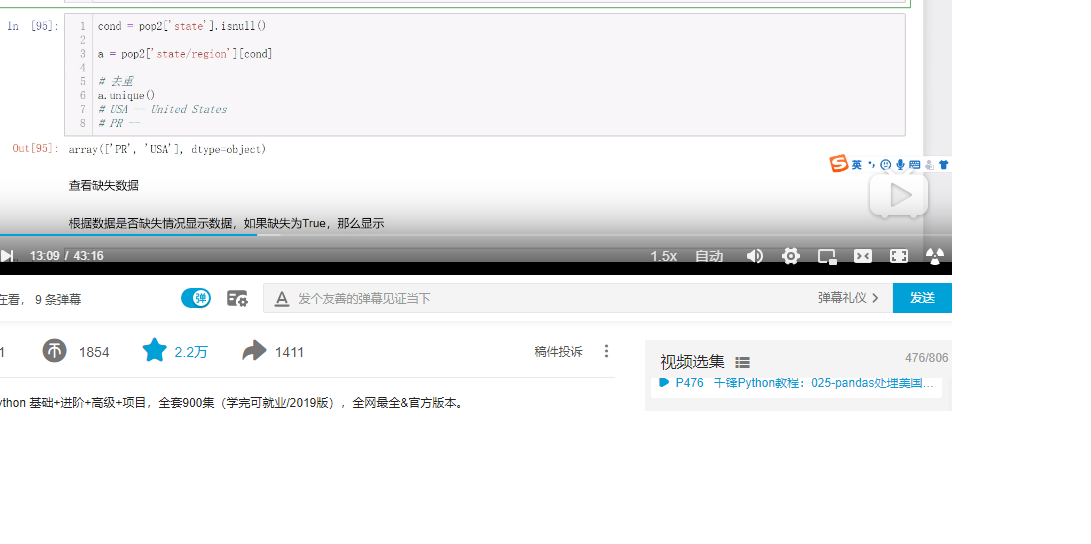 In [95]:
1 cond = pop2['state'].isnull()
2
3 a = pop2['state/region'][cond]
4
5 # 去重
6 a.unique()
7 # USA -- United States
8 # PR --
Out[95]: array(['PR', 'USA'], dtype=object)
英
查看缺失数据
根据数据是否缺失情况显示数据，如果缺失为True，那么显示
13:09 / 43:16 1.5x 自动
在看， 9 条弹幕 弹 A 发个友善的弹幕见证当下 弹幕礼仪 发送
1 1854 2.2万 1411 稿件投诉
视频选集 476/806
P476 千锋Python教程：025-pandas处理美国...
ython 基础+进阶+高级+项目，全套900集（学完可就业/2019版），全网最全&官方版本。